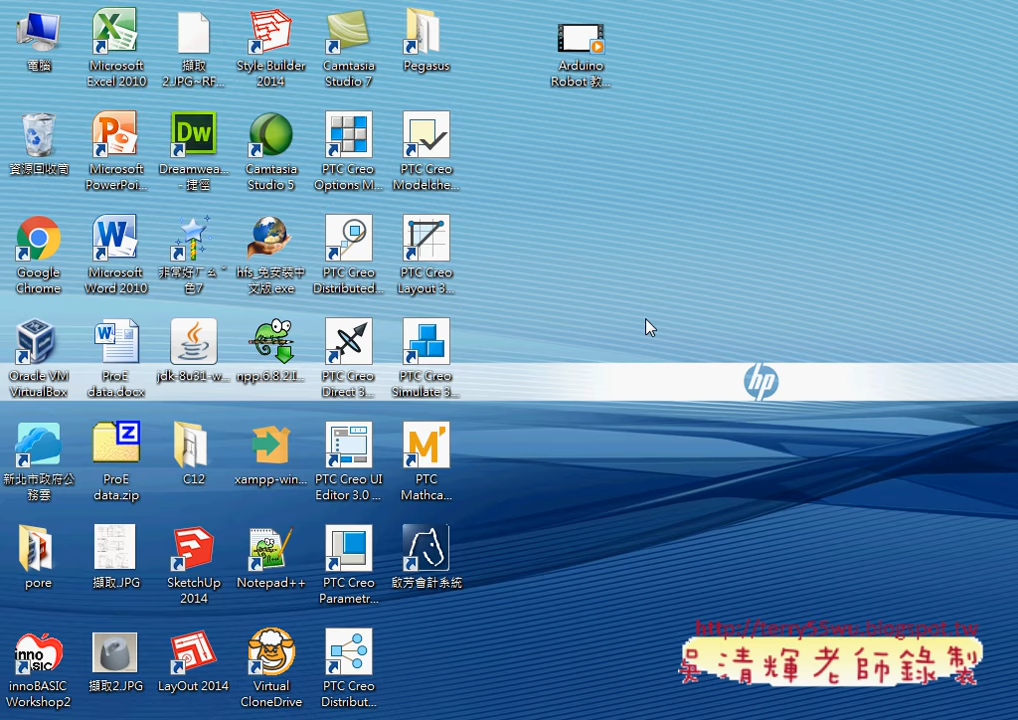 電腦
Microsoft
Excel 2010
擷取
2.JPG~RF...
Style Builder
2014
Camtasia
Studio 7
Pegasus
Arduino
Robot 教...
資源回收筒
Microsoft
PowerPoi...
Dw
Dreamwea...
- 捷徑
Camtasia
Studio 5
PTC Creo
Options M...
PTC Creo
Modelche...
Google
Chrome
Microsoft
Word 2010
非常好ㄏㄠˇ
色7
hfs_免安裝中
文版.exe
PTC Creo
Distributed...
PTC Creo
Layout 3...
Oracle VM
VirtualBox
ProE
data.docx
jdk-8u31-w...
npp.6.8.2I...
PTC Creo
Direct 3...
PTC Creo
Simulate 3...
hp
新北市政府公
務雲
ProE
data.zip
C12
xampp-win...
PTC Creo UI
Editor 3.0 ...
PTC
Mathca...
pore
擷取.JPG
SketchUp
2014
Notepad++
PTC Creo
Parametr...
啟芳會計系統
http://terry55wu.blogspot.tw
吳清輝老師錄製
inno
innoBASIC
Workshop2
擷取2.JPG
LayOut 2014
Virtual
CloneDrive
PTC Creo
Distribut...